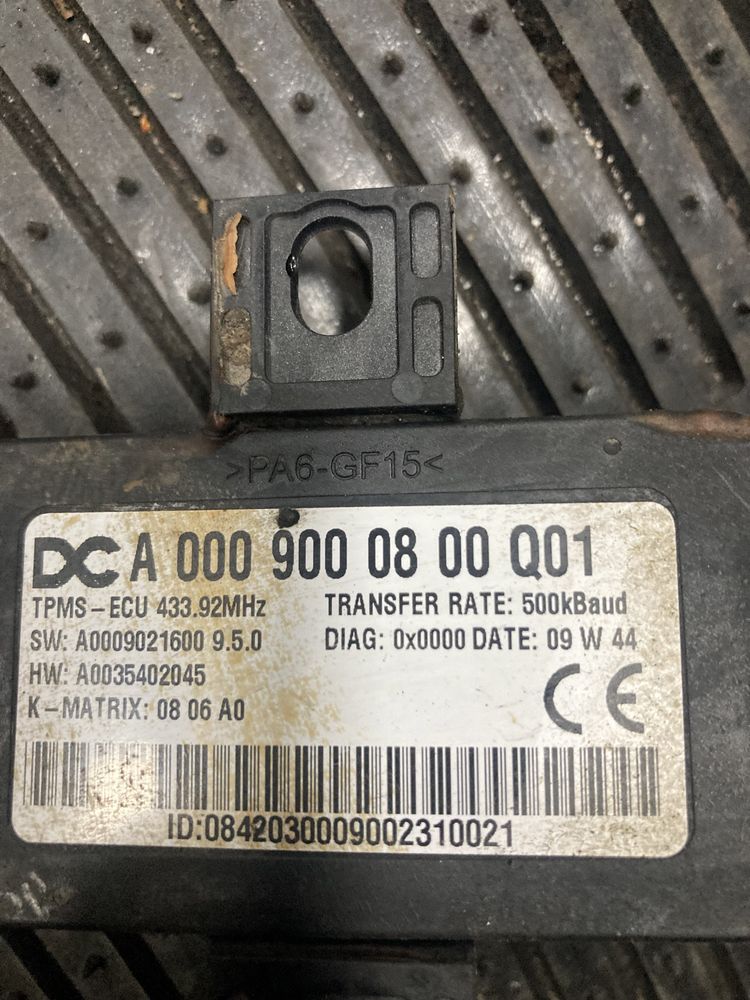 >PA6-GF15<
DC A 000 900 08 00 Q01
TPMS-ECU 433.92MHz TRANSFER RATE: 500kBaud
SW: A0009021600 9.5.0 DIAG: 0x0000 DATE: 09 W 44
HW: A0035402045
K-MATRIX: 08 06 A0
CE
ID:0842030009002310021